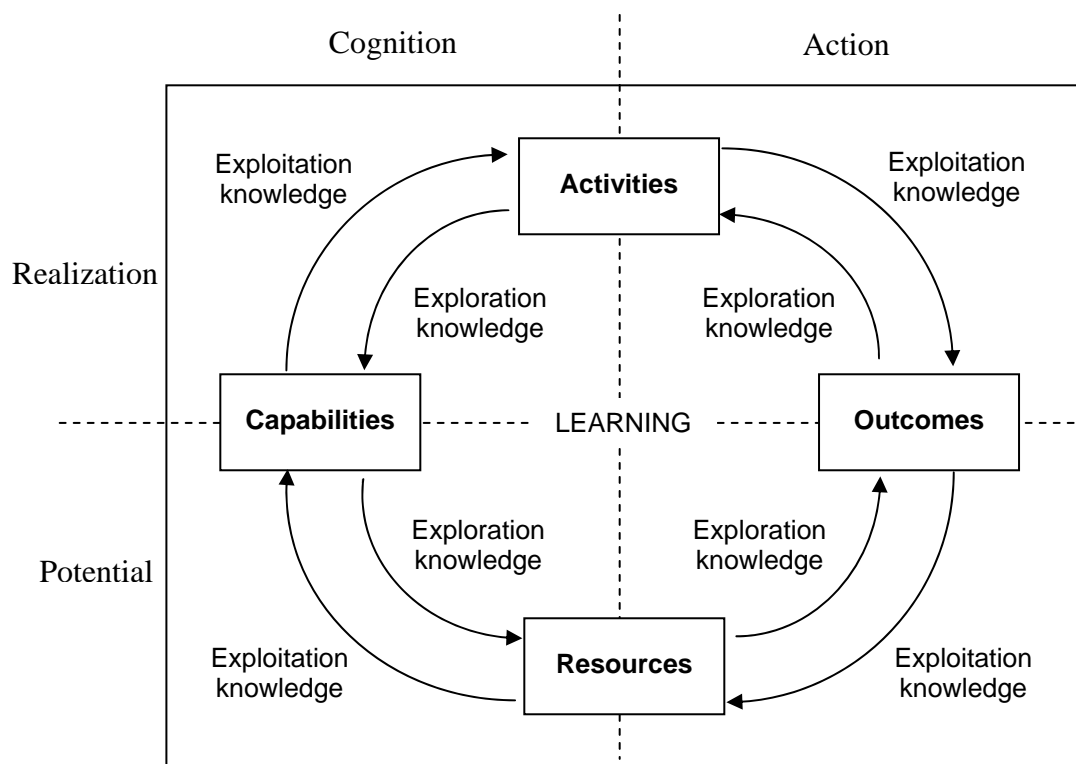 Cognition
Action
Exploitation
knowledge
Activities
Exploitation
knowledge
Realization
Exploration
knowledge
Exploration
knowledge
Capabilities
LEARNING
Outcomes
Potential
Exploration
knowledge
Exploration
knowledge
Exploitation
knowledge
Resources
Exploitation
knowledge